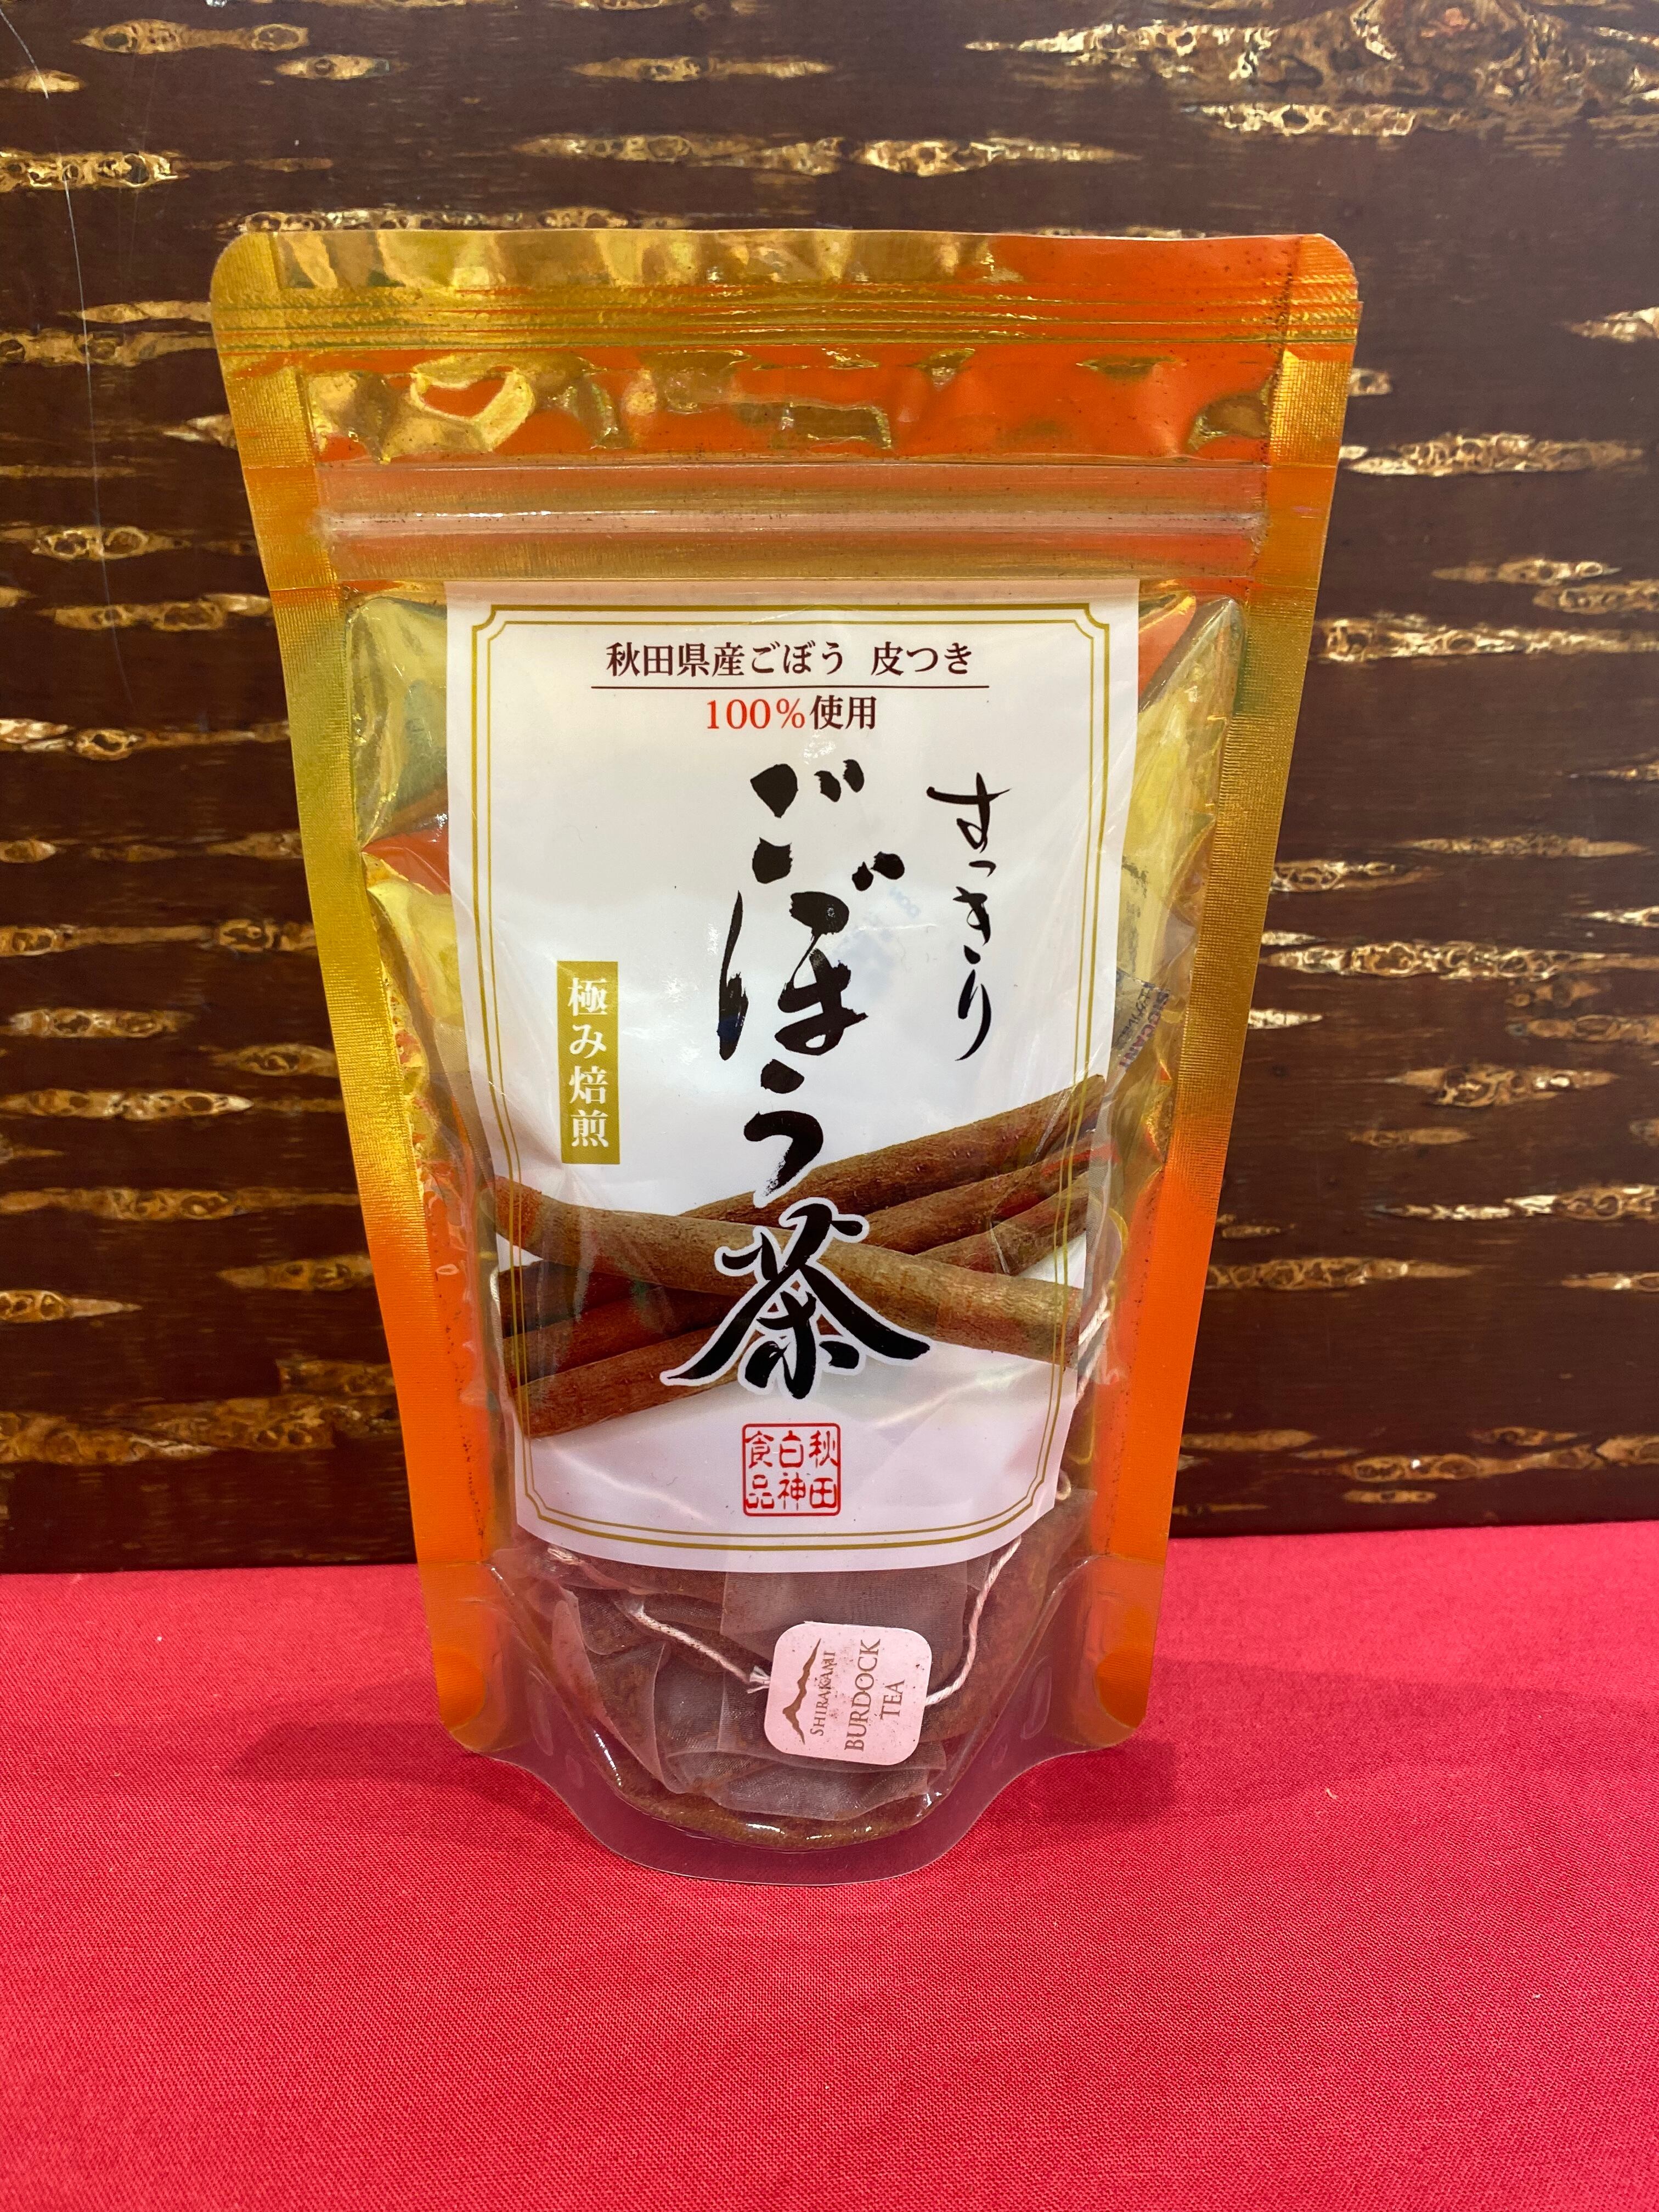 秋田県産ごぼう 皮つき
100%使用
すっきり
ごぼう茶
極み焙煎
秋田
白神
食品
SHIRAKAMI
BURDOCK
TEA